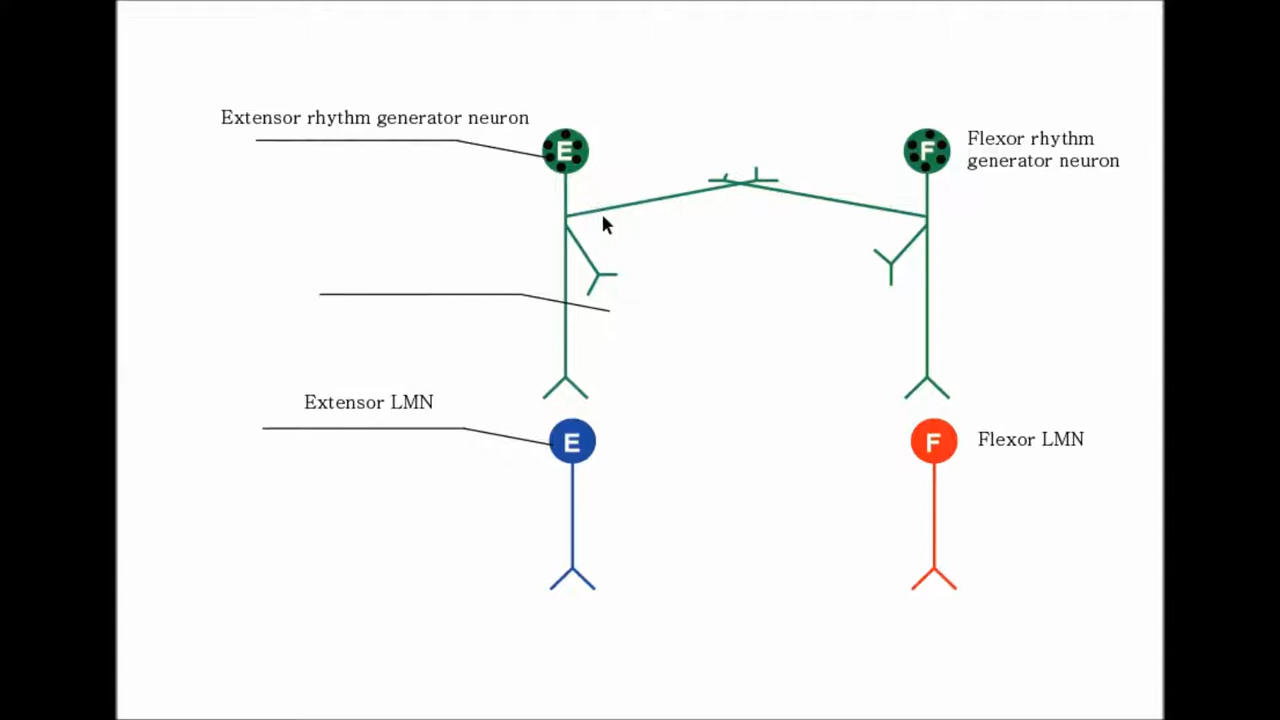 Extensor rhythm generator neuron
E
F
Flexor rhythm
generator neuron
Extensor LMN
E
F
Flexor LMN